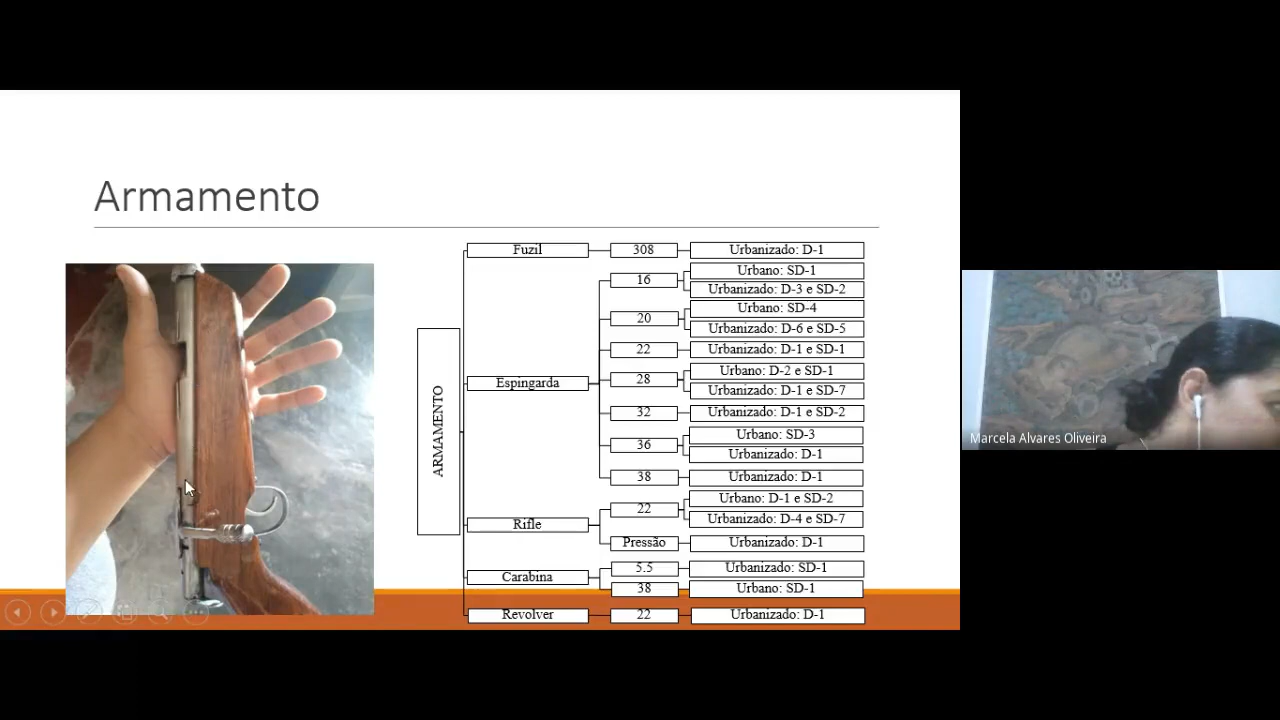 Armamento
ARMAMENTO
Fuzil
308
Urbanizado: D-1
Espingarda
16
Urbano: SD-1
Urbanizado: D-3 e SD-2
20
Urbano: SD-4
Urbanizado: D-6 e SD-5
22
Urbanizado: D-1 e SD-1
28
Urbano: D-2 e SD-1
Urbanizado: D-1 e SD-7
32
Urbanizado: D-1 e SD-2
36
Urbano: SD-3
Urbanizado: D-1
38
Urbanizado: D-1
Rifle
22
Urbano: D-1 e SD-2
Urbanizado: D-4 e SD-7
Pressão
Urbanizado: D-1
Carabina
5.5
Urbanizado: SD-1
38
Urbano: SD-1
Revolver
22
Urbanizado: D-1
Marcela Alvares Oliveira